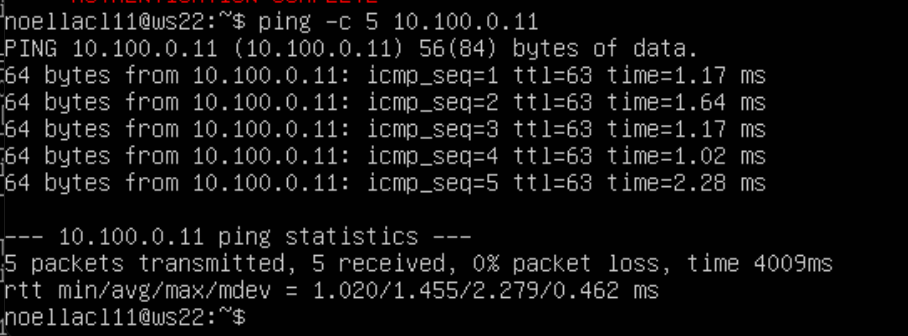 AUTHENTICATION COMPLETE
noellacl11@ws22:~$ ping -c 5 10.100.0.11
PING 10.100.0.11 (10.100.0.11) 56(84) bytes of data.
64 bytes from 10.100.0.11: icmp_seq=1 ttl=63 time=1.17 ms
64 bytes from 10.100.0.11: icmp_seq=2 ttl=63 time=1.64 ms
64 bytes from 10.100.0.11: icmp_seq=3 ttl=63 time=1.17 ms
64 bytes from 10.100.0.11: icmp_seq=4 ttl=63 time=1.02 ms
64 bytes from 10.100.0.11: icmp_seq=5 ttl=63 time=2.28 ms
--- 10.100.0.11 ping statistics ---
5 packets transmitted, 5 received, 0% packet loss, time 4009ms
rtt min/avg/max/mdev = 1.020/1.455/2.279/0.462 ms
noellacl11@ws22:~$